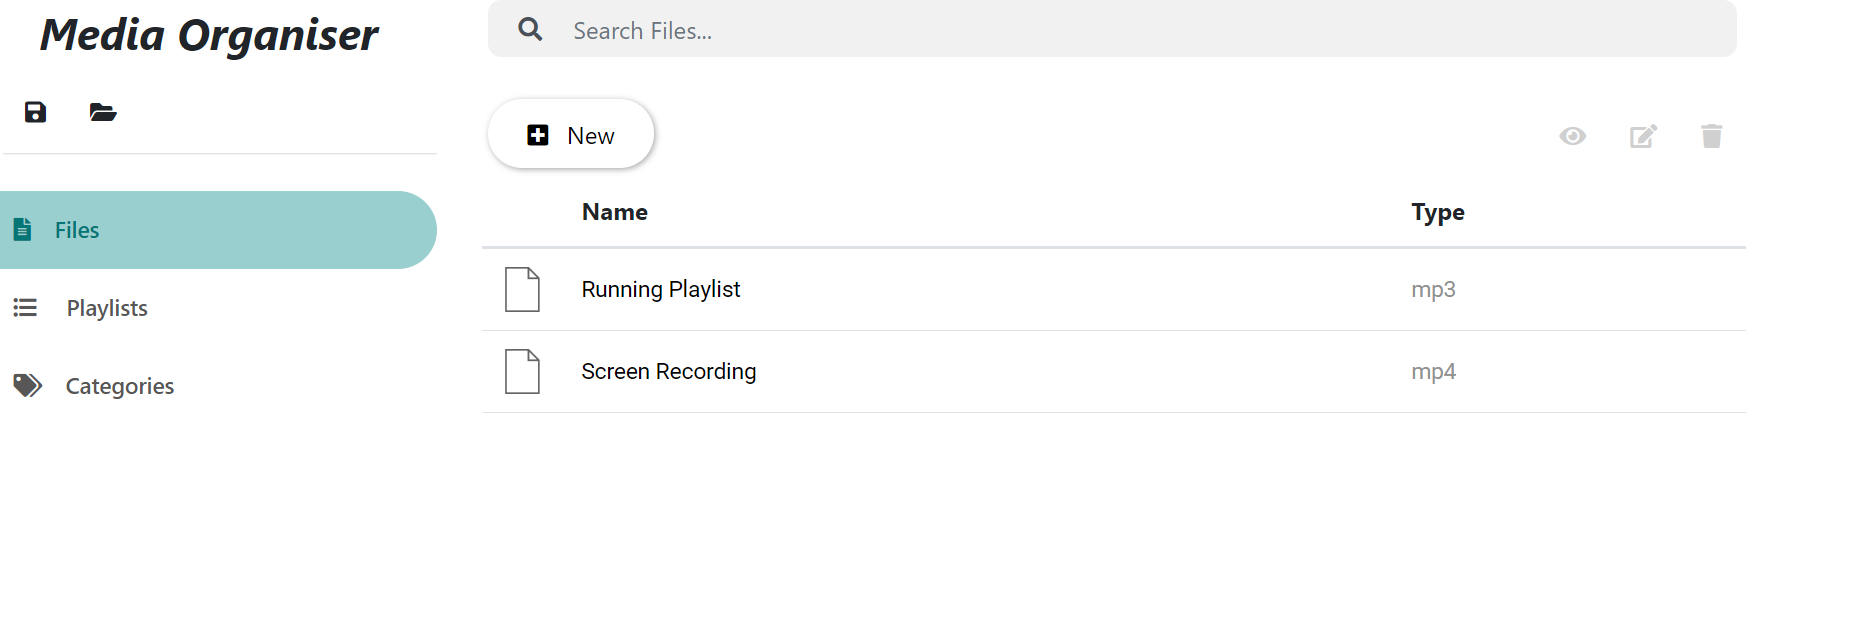 Media Organiser
Search Files...
New
Files
Playlists
Categories
Name Type
Running Playlist mp3
Screen Recording mp4